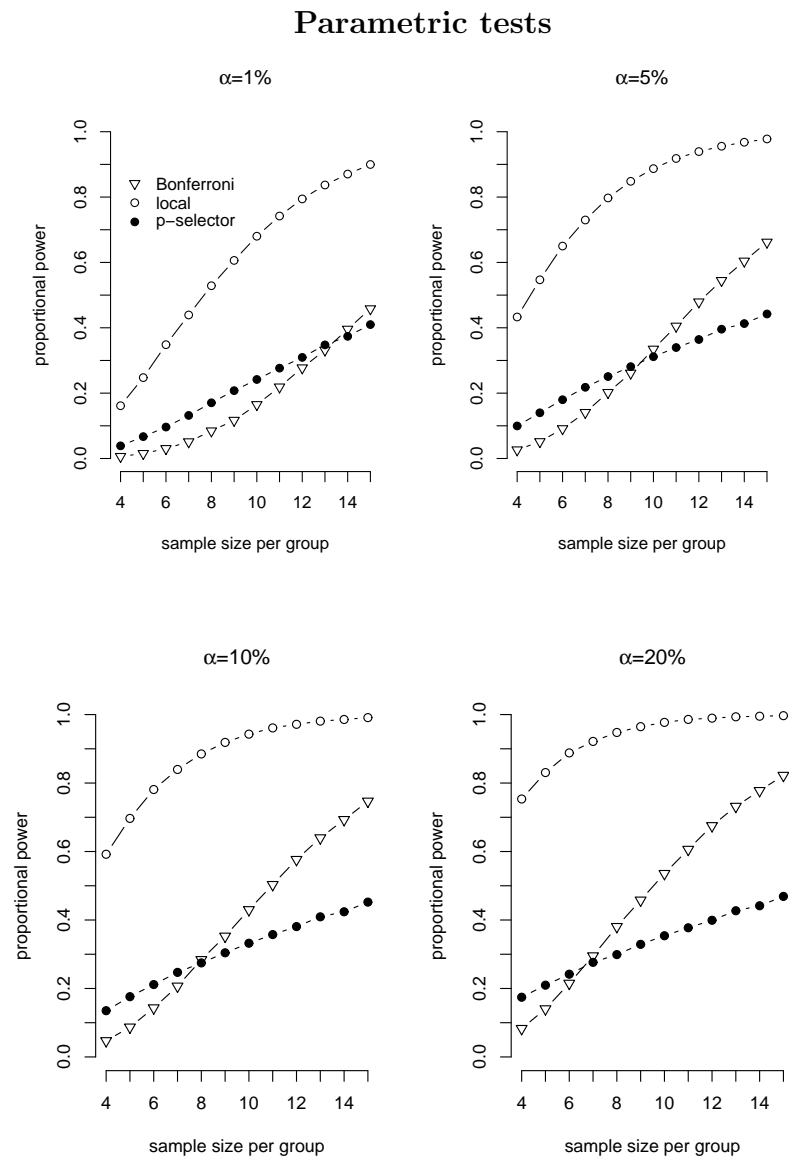 Parametric tests
α=1%
proportional power
1.0
0.8
0.6
0.4
0.2
0.0
Bonferroni
local
p−selector
4 6 8 10 12 14
sample size per group
α=5%
proportional power
1.0
0.8
0.6
0.4
0.2
0.0
4 6 8 10 12 14
sample size per group
α=10%
proportional power
1.0
0.8
0.6
0.4
0.2
0.0
4 6 8 10 12 14
sample size per group
α=20%
proportional power
1.0
0.8
0.6
0.4
0.2
0.0
4 6 8 10 12 14
sample size per group